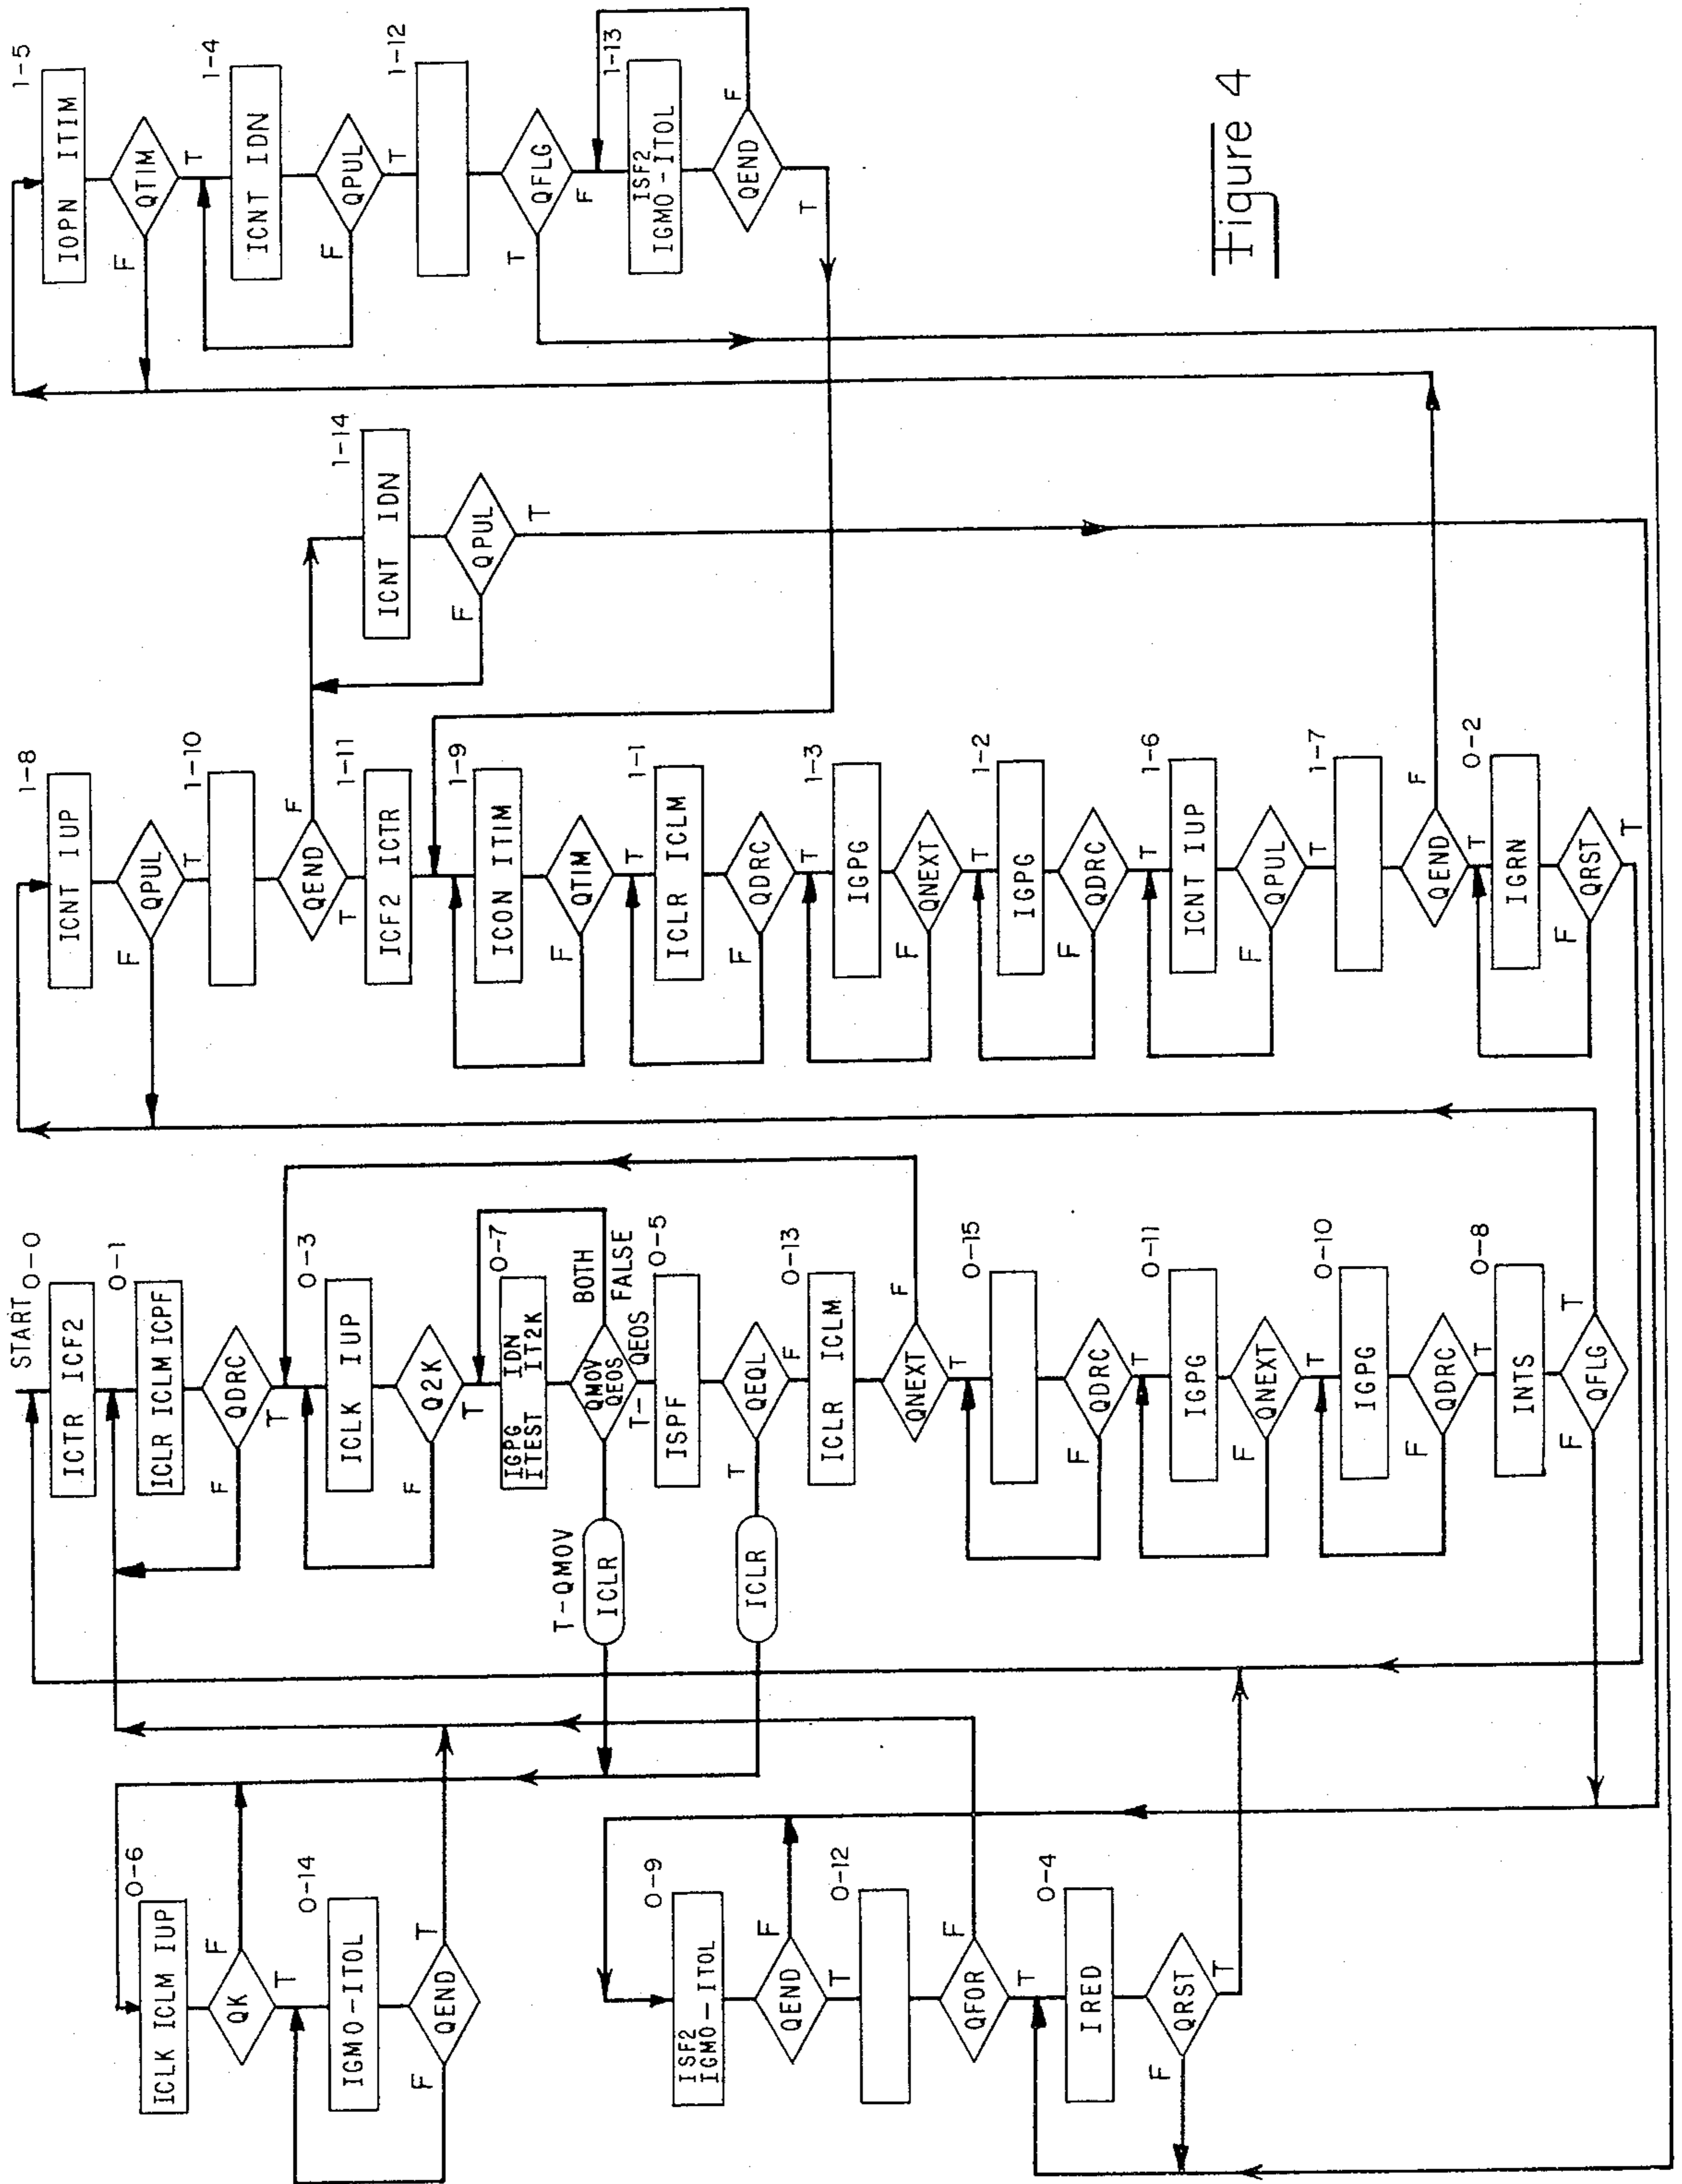 START
0-0
ICTR ICF2
0-1
ICLR ICLM ICPF
QDRC
F
T
0-3
ICLK IUP
Q2K
F
T
0-7
IGPG IDN
ITEST IT2K
QMOV
QEOS
BOTH
FALSE
T-QMOV
ICLR
T- QEOS
0-5
ISPF
QEQL
T
F
ICLR
0-13
ICLR ICLM
QNEXT
F
T
0-15
QDRC
F
T
0-11
IGPG
QNEXT
F
T
0-10
IGPG
QDRC
F
T
0-8
INTS
QFLG
F
T
0-6
ICLK ICLM IUP
QK
F
T
0-14
IGMO-ITOL
QEND
F
T
0-9
ISF2
IGMO-ITOL
QEND
F
T
0-12
QFOR
F
T
0-4
IRED
QRST
F
T
1-8
ICNT IUP
QPUL
F
T
1-10
QEND
F
T
1-11
ICF2 ICTR
1-9
ICON ITIM
QTIM
F
T
1-1
ICLR ICLM
QDRC
F
T
1-3
IGPG
QNEXT
F
T
1-2
IGPG
QDRC
F
T
1-6
ICNT IUP
QPUL
F
T
1-7
QEND
F
T
0-2
IGRN
QRST
F
T
1-14
ICNT IDN
QPUL
F
T
1-5
IOPN ITIM
QTIM
F
T
1-4
ICNT IDN
QPUL
F
T
1-12
QFLG
T
F
1-13
ISF2
IGMO-ITOL
QEND
F
T
Figure 4